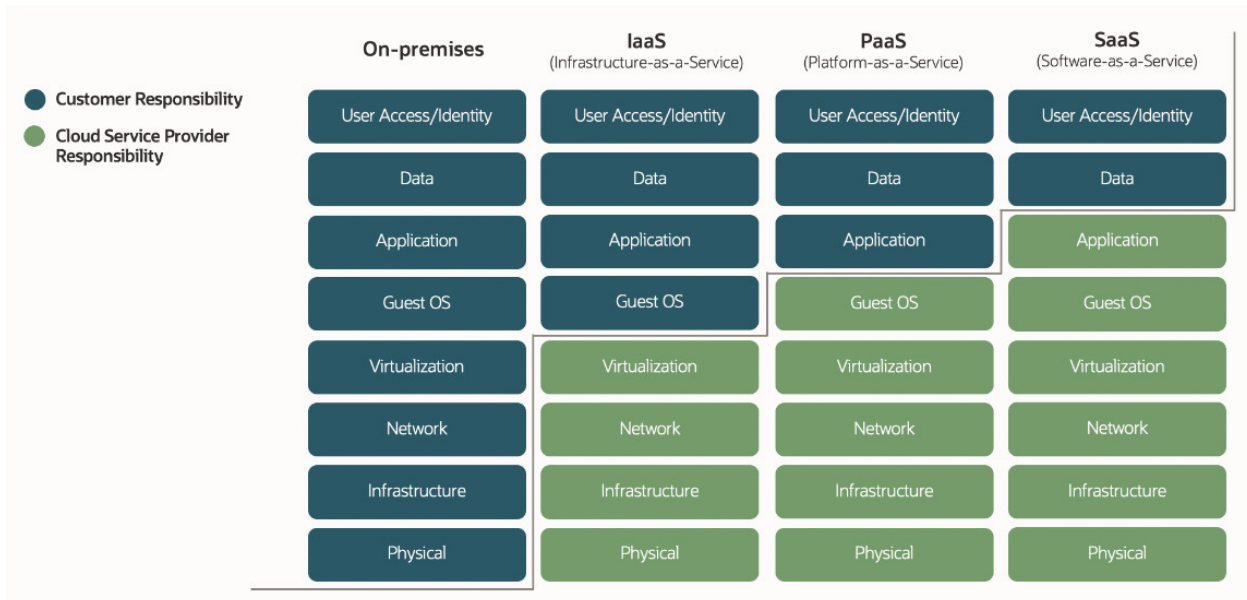 On-premises
IaaS
(Infrastructure-as-a-Service)
PaaS
(Platform-as-a-Service)
SaaS
(Software-as-a-Service)
Customer Responsibility
Cloud Service Provider
Responsibility
User Access/Identity
User Access/Identity
User Access/Identity
User Access/Identity
Data
Data
Data
Data
Application
Application
Application
Application
Guest OS
Guest OS
Guest OS
Guest OS
Virtualization
Virtualization
Virtualization
Virtualization
Network
Network
Network
Network
Infrastructure
Infrastructure
Infrastructure
Infrastructure
Physical
Physical
Physical
Physical